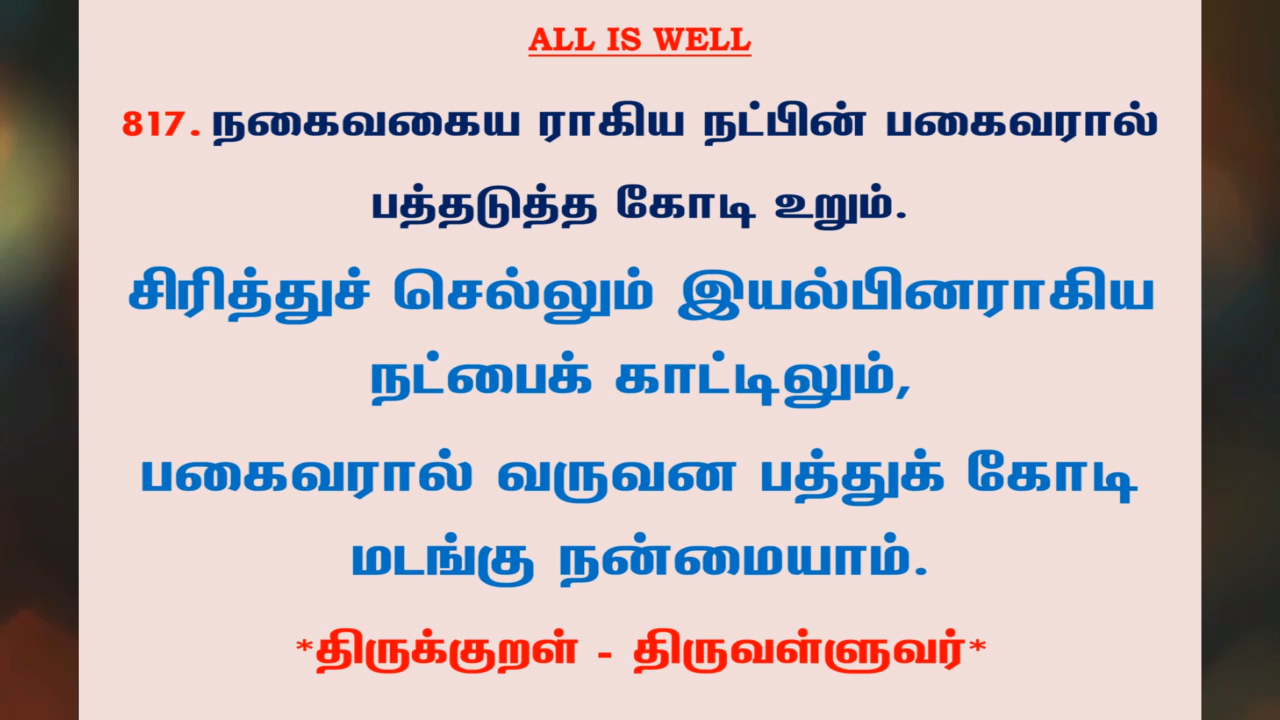 ALL IS WELL
817. நகைவகைய ராகிய நட்பின் பகைவரால்
பத்தடுத்த கோடி உறும்.
சிரித்துச் செல்லும் இயல்பினராகிய
நட்பைக் காட்டிலும்,
பகைவரால் வருவன பத்துக் கோடி
மடங்கு நன்மையாம்.
*திருக்குறள் - திருவள்ளுவர்*